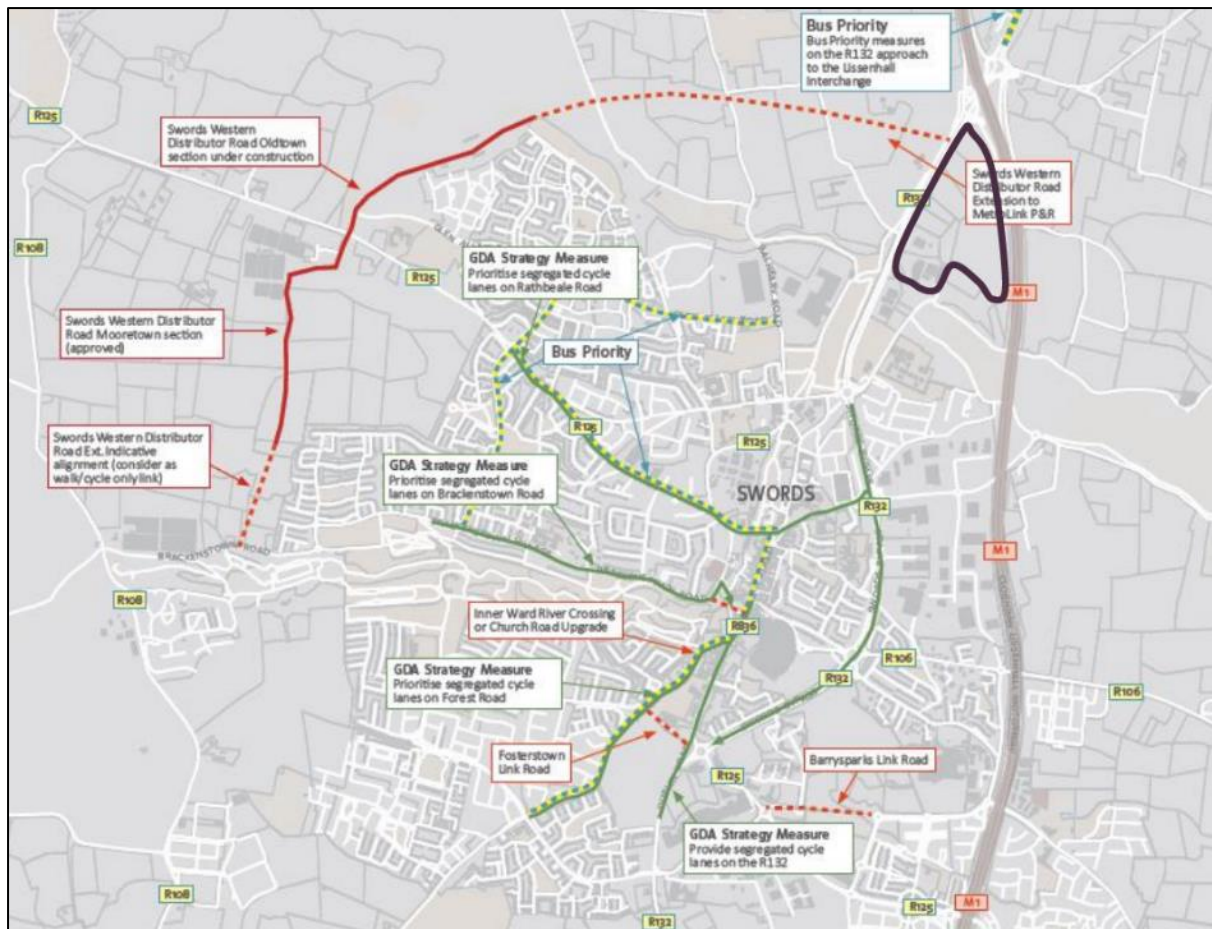 Bus Priority
Bus Priority measures
on the R132 approach
to the Lissenhall
Interchange
R125
Swords Western
Distributor Road Oldtown
section under construction
Swords Western
Distributor Road
Extension to
MetroLink P&R
R108
GDA Strategy Measure
Prioritise segregated cycle
lanes on Rathbeale Road
R125
M1
Swords Western Distributor
Road Mooretown section
(approved)
Bus Priority
Swords Western Distributor
Road Ext. Indicative
alignment (consider as
walk/cycle only link)
R125
R125
GDA Strategy Measure
Prioritise segregated cycle
lanes on Brackenstown Road
SWORDS
R132
BRACKENSTOWN ROAD
M1
R108
Inner Ward River Crossing
or Church Road Upgrade
R836
R106
GDA Strategy Measure
Prioritise segregated cycle
lanes on Forest Road
R132
R106
Fosterstown
Link Road
Barrysparks Link Road
R125
GDA Strategy Measure
Provide segregated cycle
lanes on the R132
R108
R132
R125
M1